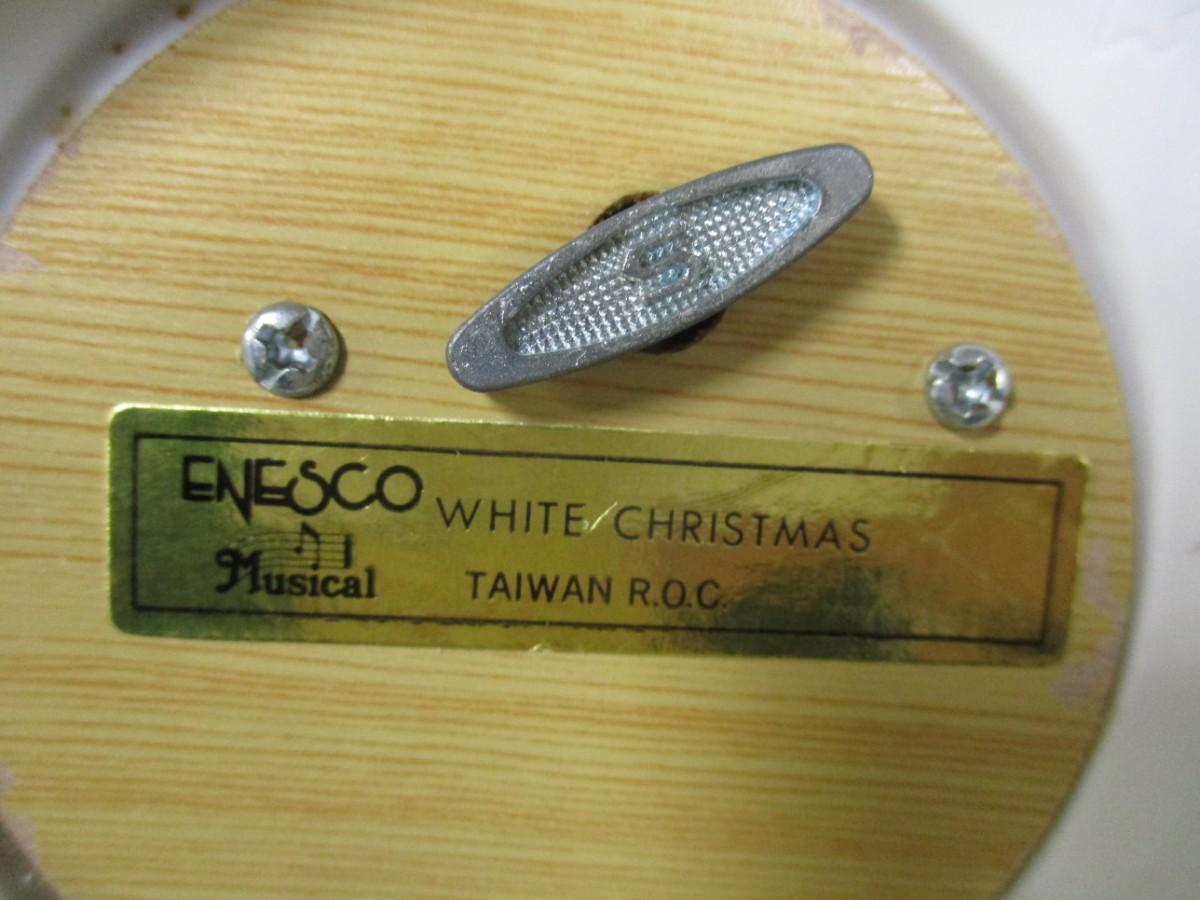 S
ENESCO WHITE CHRISTMAS
Musical TAIWAN R.O.C.